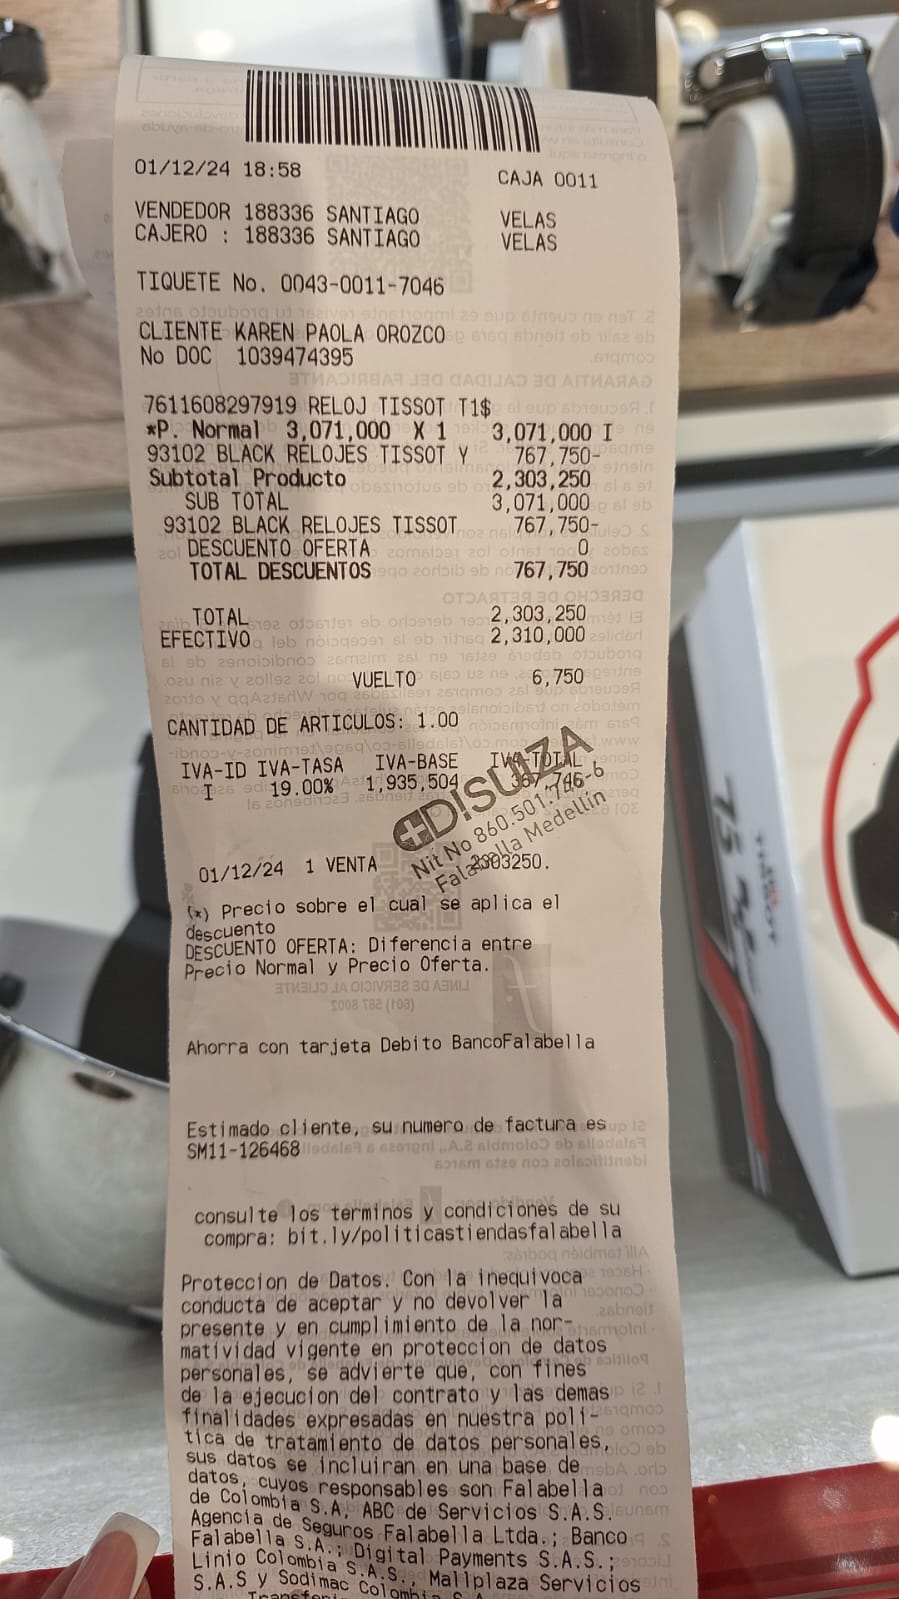 01/12/24 18:58 CAJA 0011
VENDEDOR 188336 SANTIAGO VELAS
CAJERO : 188336 SANTIAGO VELAS
TIQUETE No. 0043-0011-7046
CLIENTE KAREN PAOLA OROZCO
No DOC 1039474395
7611608297919 RELOJ TISSOT T1$
*P. Normal 3,071,000 X 1 3,071,000 I
93102 BLACK RELOJES TISSOT Y 767,750-
Subtotal Producto 2,303,250
SUB TOTAL 3,071,000
93102 BLACK RELOJES TISSOT 767,750-
DESCUENTO OFERTA 0
TOTAL DESCUENTOS 767,750
TOTAL 2,303,250
EFECTIVO 2,310,000
VUELTO 6,750
CANTIDAD DE ARTICULOS: 1.00
IVA-ID IVA-TASA IVA-BASE IVA-TOTAL
I 19.00% 1,935,504 367,746
DISUIZA
Nit No 860.501.
Falabella Medellin
01/12/24 1 VENTA 2303250.
(*) Precio sobre el cual se aplica el
descuento
DESCUENTO OFERTA: Diferencia entre
Precio Normal y Precio Oferta.
Ahorra con tarjeta Debito BancoFalabella
Estimado cliente, su numero de factura es
SM11-126468
consulte los terminos y condiciones de su
compra: bit.ly/politicastiendasfalabella
Proteccion de Datos. Con la inequivoca
conducta de aceptar y no devolver la
presente y en cumplimiento de la nor-
matividad vigente en proteccion de datos
personales, se advierte que, con fines
de la ejecucion del contrato y las demas
finalidades expresadas en nuestra poli-
tica de tratamiento de datos personales,
sus datos se incluiran en una base de
datos, cuyos responsables son Falabella
de Colombia S.A, ABC de Servicios S.A.S.
Agencia de Seguros Falabella Ltda.; Banco
Falabella S.A.; Digital Payments S.A.S.;
Linio Colombia S.A.S., Mallplaza Servicios
S.A.S y Sodimac Colombia